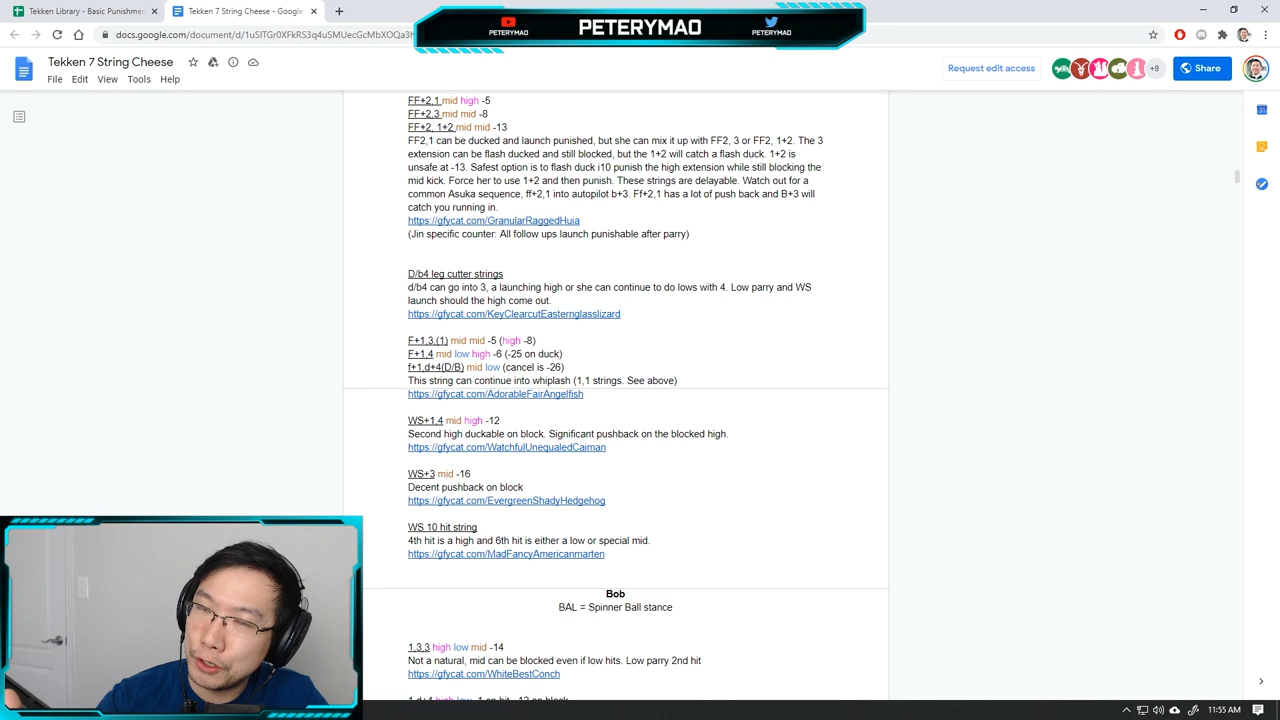 Tekken Library - Basic Punish
Tekken 7 String Cheese - Google
docs.google.com/document/d/1uSlTGr0XFkRS3q4uSMUecGcMbXOQa3h
PETERYMAO
PETERYMAO
PETERYMAO
Tekken 7 String Cheese
File Edit View Tools Help
Request edit access
+8
Share
FF+2,1 mid high -5
FF+2,3 mid mid -8
FF+2, 1+2 mid mid -13
FF2,1 can be ducked and launch punished, but she can mix it up with FF2, 3 or FF2, 1+2. The 3
extension can be flash ducked and still blocked, but the 1+2 will catch a flash duck. 1+2 is
unsafe at -13. Safest option is to flash duck i10 punish the high extension while still blocking the
mid kick. Force her to use 1+2 and then punish. These strings are delayable. Watch out for a
common Asuka sequence, ff+2,1 into autopilot b+3. Ff+2,1 has a lot of push back and B+3 will
catch you running in.
https://gfycat.com/GranularRaggedHuia
(Jin specific counter: All follow ups launch punishable after parry)
D/b4 leg cutter strings
d/b4 can go into 3, a launching high or she can continue to do lows with 4. Low parry and WS
launch should the high come out.
https://gfycat.com/KeyClearcutEasternglasslizard
F+1,3,(1) mid mid -5 (high -8)
F+1,4 mid low high -6 (-25 on duck)
f+1,d+4(D/B) mid low (cancel is -26)
This string can continue into whiplash (1,1 strings. See above)
https://gfycat.com/AdorableFairAngelfish
WS+1,4 mid high -12
Second high duckable on block. Significant pushback on the blocked high.
https://gfycat.com/WatchfulUnequaledCaiman
WS+3 mid -16
Decent pushback on block
https://gfycat.com/EvergreenShadyHedgehog
WS 10 hit string
4th hit is a high and 6th hit is either a low or special mid.
https://gfycat.com/MadFancyAmericanmarten
Bob
BAL = Spinner Ball stance
1,3,3 high low mid -14
Not a natural, mid can be blocked even if low hits. Low parry 2nd hit
https://gfycat.com/WhiteBestConch
1,d+4 high low -1 on hit, -13 on block
11:55 AM